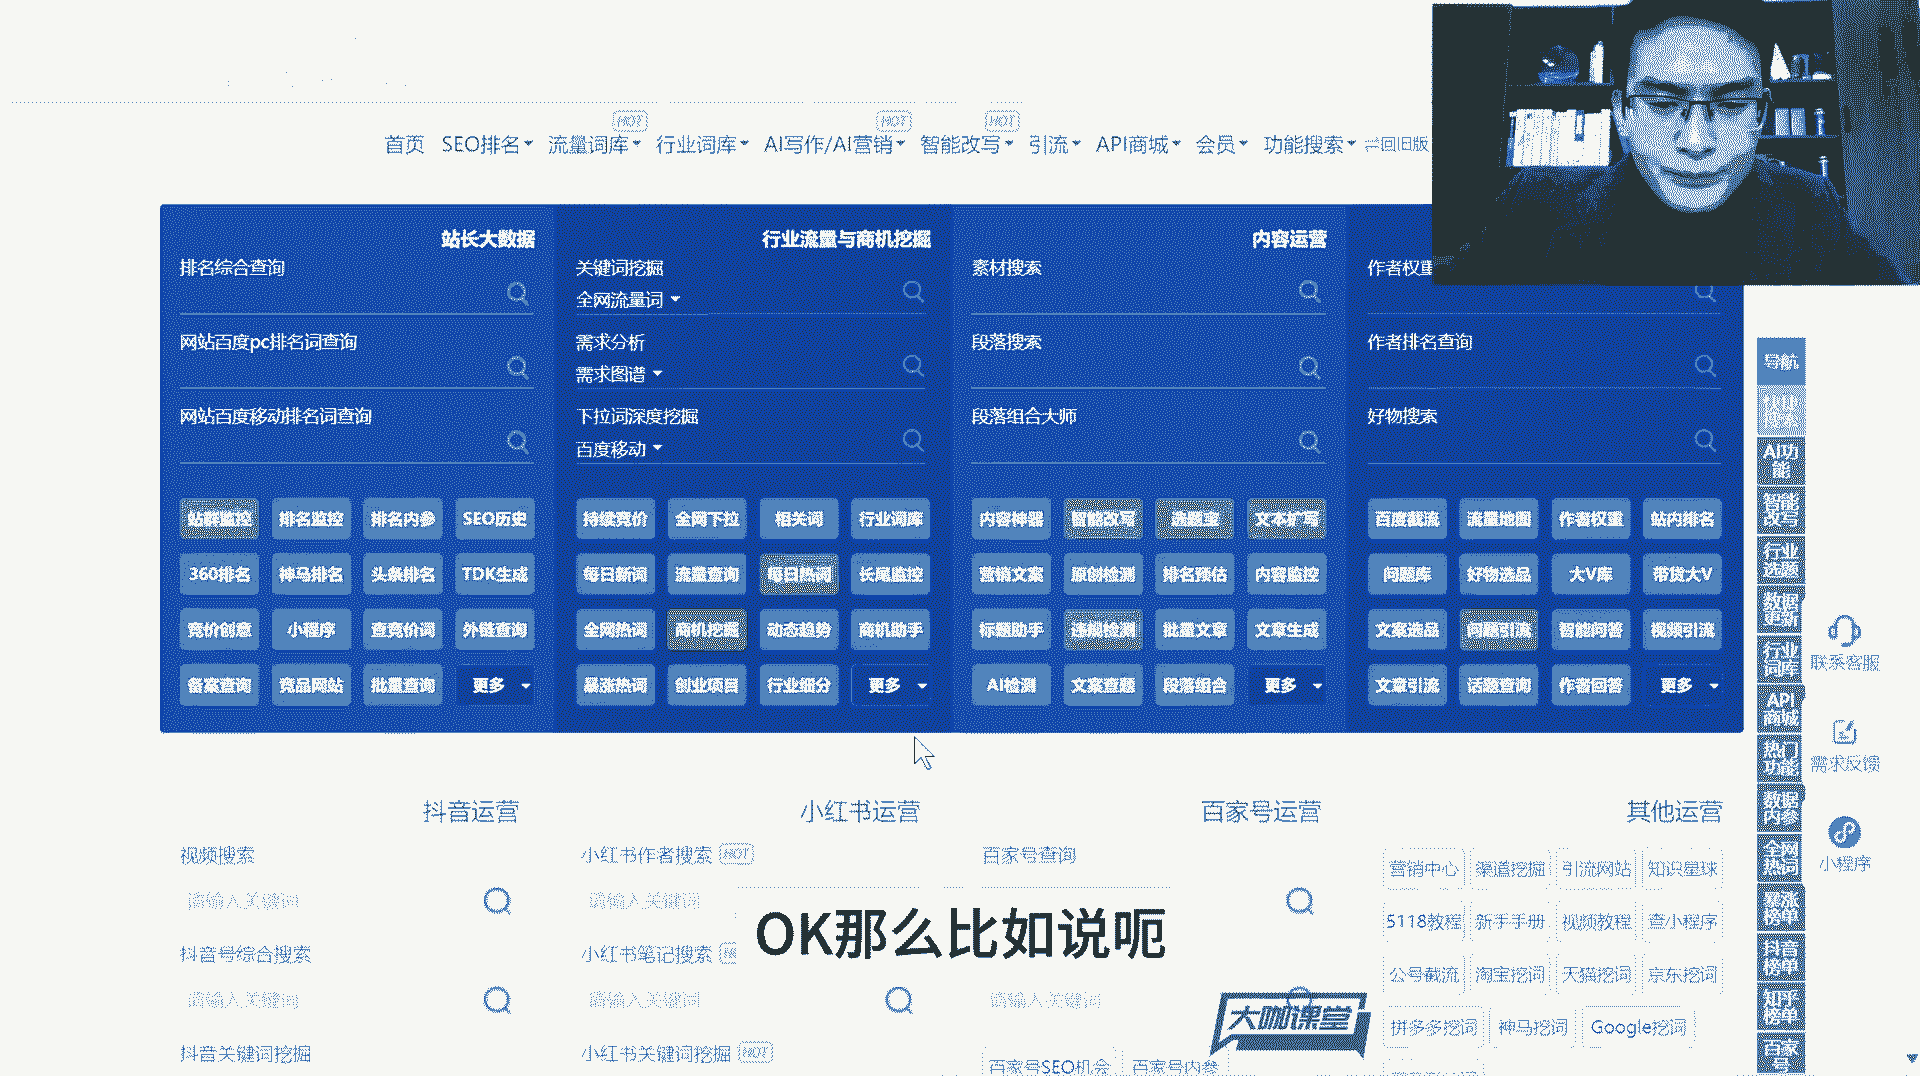 HOT HOT HOT
首页 SEO排名 流量词库 行业词库 AI写作/AI营销 智能改写 引流 API商城 会员 功能搜索 回旧版
站长大数据
排名综合查询
网站百度pc排名词查询
网站百度移动排名词查询
站群监控 排名监控 排名内参 SEO历史
360排名 神马排名 头条排名 TDK生成
竞价创意 小程序 查竞价词 外链查询
备案查询 竞品网站 批量查询 更多
行业流量与商机挖掘
关键词挖掘
全网流量词
需求分析
需求图谱
下拉词深度挖掘
百度移动
持续竞价 全网下拉 相关词 行业词库
每日新词 流量查询 每日热词 长尾监控
全网热词 商机挖掘 动态趋势 商机助手
暴涨热词 创业项目 行业细分 更多
内容运营
素材搜索
段落搜索
段落组合大师
内容神器 智能改写 选题宝 文本扩写
营销文案 原创检测 排名预估 内容监控
标题助手 违规检测 批量文章 文章生成
AI检测 文案查题 段落组合 更多
作者权重
作者排名查询
好物搜索
百度截流 流量地图 作者权重 站内排名
问题库 好物选品 大V库 带货大V
文案选品 问题引流 智能问答 视频引流
文章引流 话题查询 作者回答 更多
导航
AI功能
智能改写
行业选题
数据更新
行业词库
API商城
热门功能
数据内参
全网热词
暴涨榜单
抖音榜单
知乎榜单
百家号
联系客服
需求反馈
小程序
抖音运营
视频搜索
请输入关键词
抖音号综合搜索
请输入关键词
抖音关键词挖掘
小红书运营
小红书作者搜索 HOT
请输入关键词
小红书笔记搜索
请输入关键词
小红书关键词挖掘 HOT
百家号运营
百家号查询
请输入关键词
百家号SEO机会 百家号内参
其他运营
营销中心 渠道挖掘 引流网站 知识星球
5118教程 新手手册 视频教程 查小程序
公号截流 淘宝挖词 天猫挖词 京东挖词
拼多多挖词 神马挖词 Google挖词
OK那么比如说呃
大咖课堂